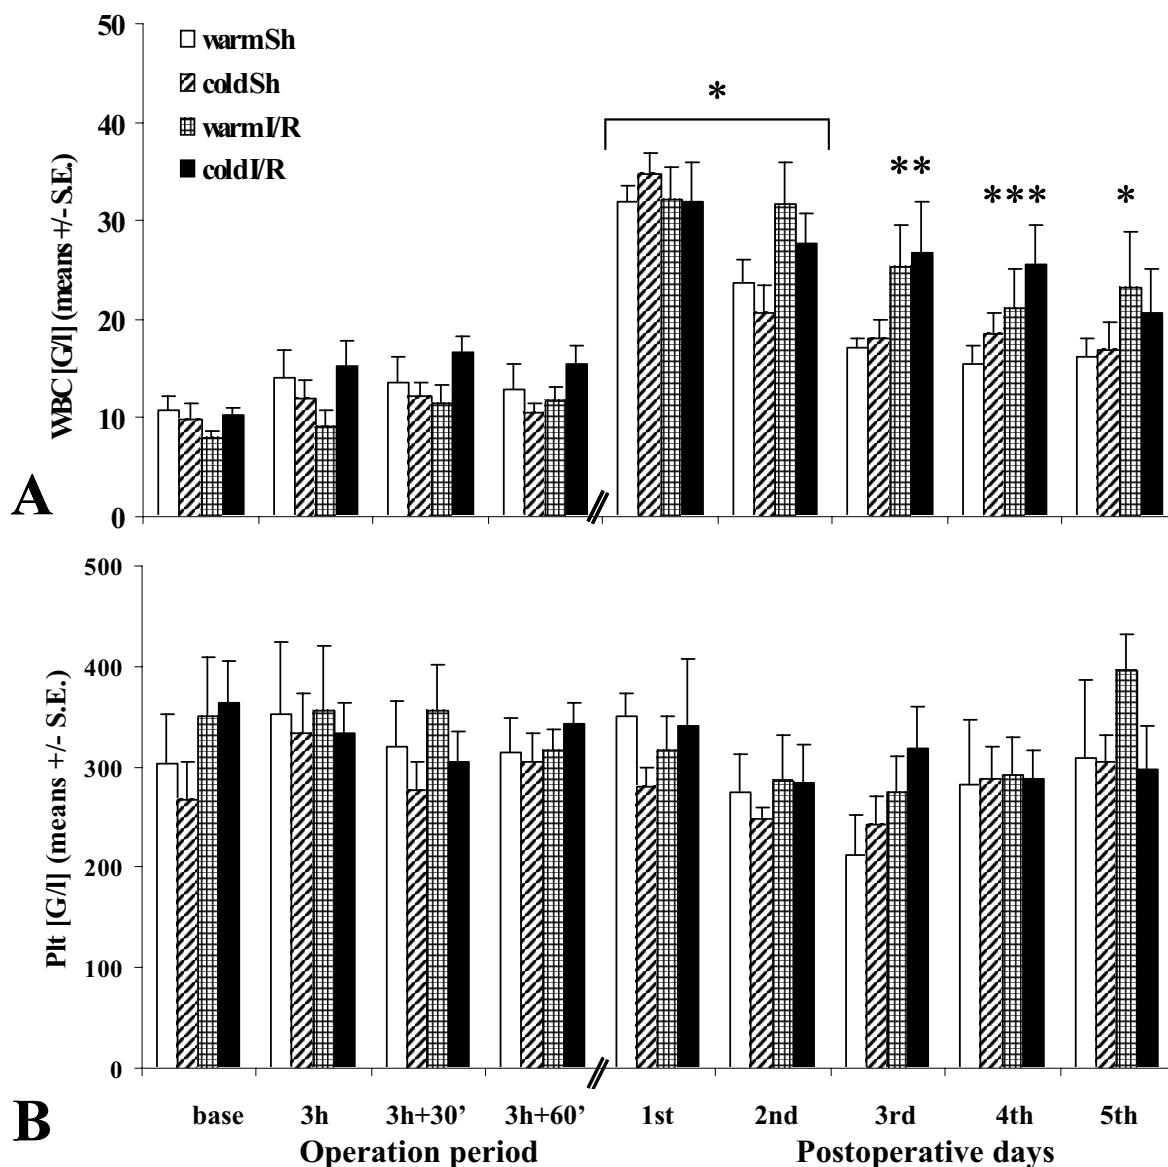 50
warmSh
coldSh
*
40
warmI/R
coldI/R
** *** *
30
WBC [G/l] (means +/- S.E.)
20
10
A
0
500
400
300
Plt [G/l] (means +/- S.E.)
200
100
0
B
base 3h 3h+30’ 3h+60’ 1st 2nd 3rd 4th 5th
Operation period Postoperative days